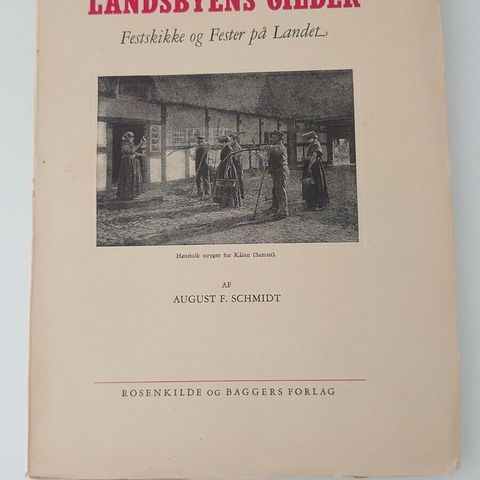 LANDSBYENS GILDER
Festskikke og Fester på Landet
Høstfolk stryger for Kålen (Samsø).
AF
AUGUST F. SCHMIDT
ROSENKILDE OG BAGGERS FORLAG